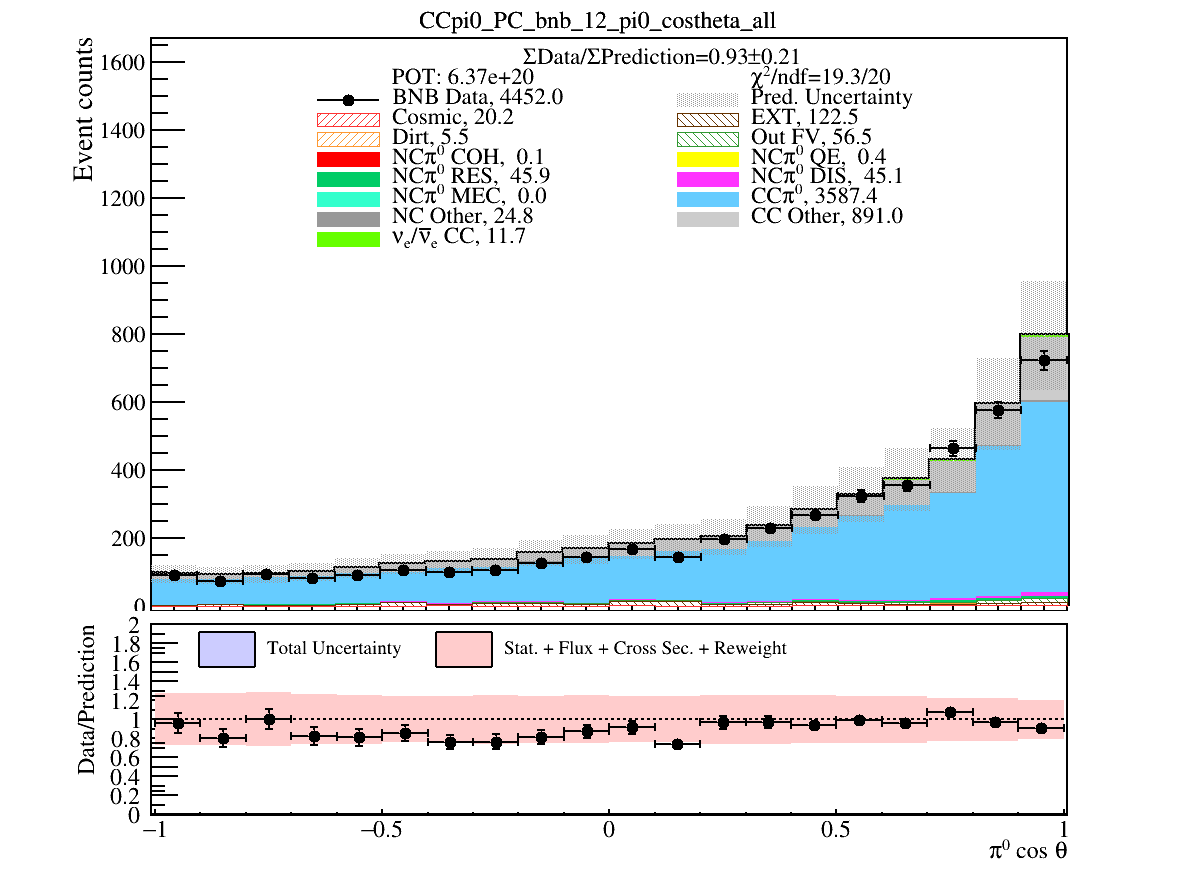 CCpi0_PC_bnb_12_pi0_costheta_all
ΣData/ΣPrediction=0.93±0.21
POT: 6.37e+20
χ²/ndf=19.3/20
BNB Data, 4452.0
Pred. Uncertainty
Cosmic, 20.2
EXT, 122.5
Dirt, 5.5
Out FV, 56.5
NCπ⁰ COH, 0.1
NCπ⁰ QE, 0.4
NCπ⁰ RES, 45.9
NCπ⁰ DIS, 45.1
NCπ⁰ MEC, 0.0
CCπ⁰, 3587.4
NC Other, 24.8
CC Other, 891.0
νₑ/ν̅ₑ CC, 11.7
Event counts
1600
1400
1200
1000
800
600
400
200
0
Total Uncertainty
Stat. + Flux + Cross Sec. + Reweight
Data/Prediction
2
1.8
1.6
1.4
1.2
1
0.8
0.6
0.4
0.2
0
−1
−0.5
0
0.5
1
π⁰ cos θ